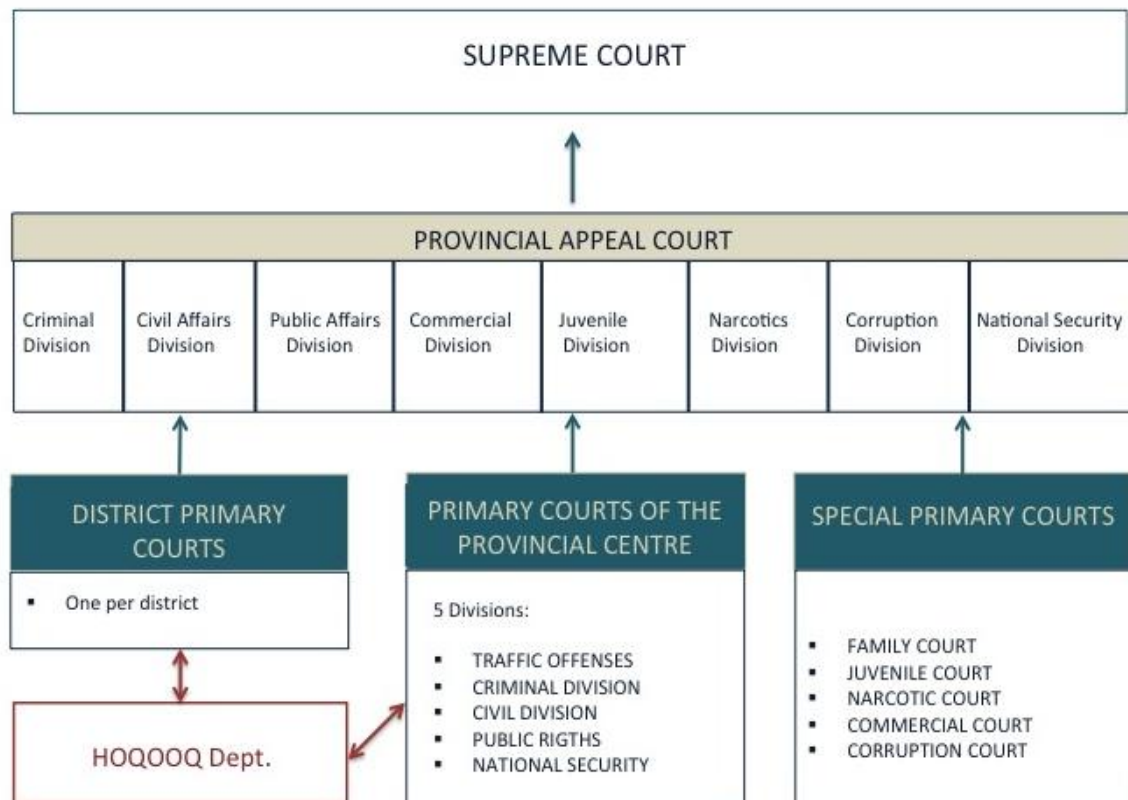 SUPREME COURT
PROVINCIAL APPEAL COURT
Criminal
Division
Civil Affairs
Division
Public Affairs
Division
Commercial
Division
Juvenile
Division
Narcotics
Division
Corruption
Division
National Security
Division
DISTRICT PRIMARY
COURTS
▪ One per district
HOQOOQ Dept.
PRIMARY COURTS OF THE
PROVINCIAL CENTRE
5 Divisions:
▪ TRAFFIC OFFENSES
▪ CRIMINAL DIVISION
▪ CIVIL DIVISION
▪ PUBLIC RIGTHS
▪ NATIONAL SECURITY
SPECIAL PRIMARY COURTS
▪ FAMILY COURT
▪ JUVENILE COURT
▪ NARCOTIC COURT
▪ COMMERCIAL COURT
▪ CORRUPTION COURT